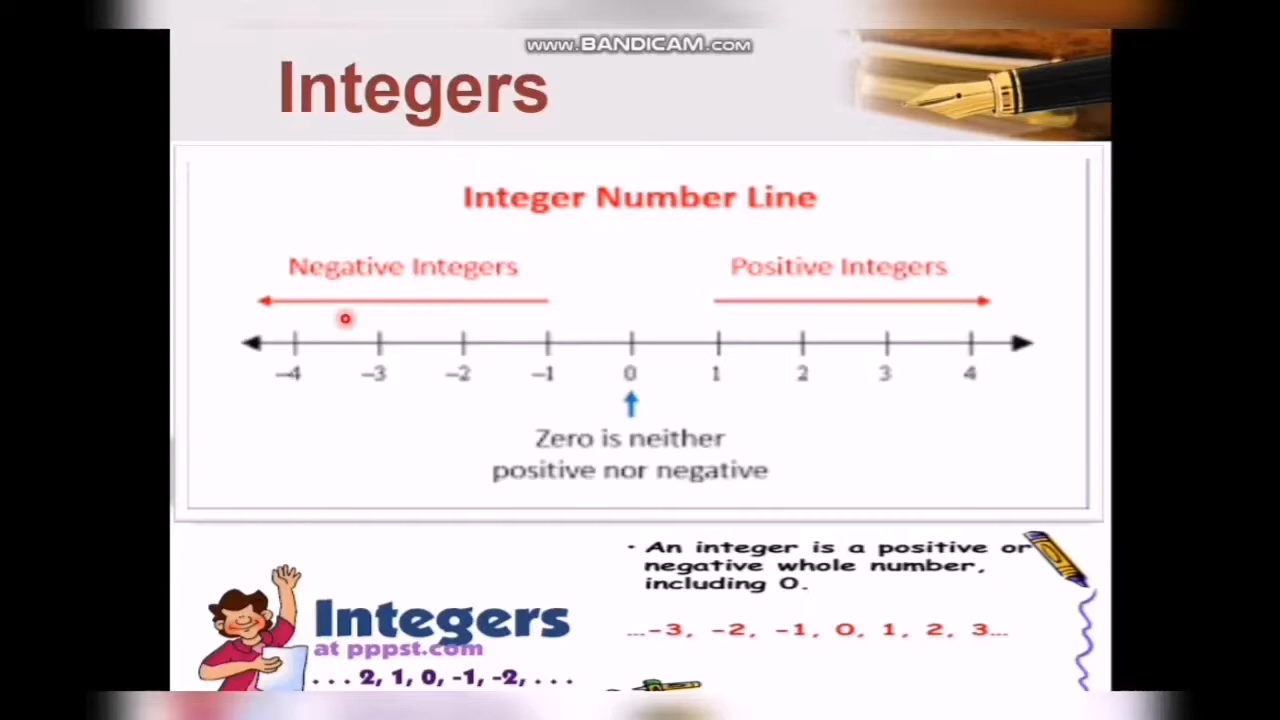 www.BANDICAM.com
Integers
Integer Number Line
Negative Integers
Positive Integers
–4 –3 –2 –1 0 1 2 3 4
Zero is neither
positive nor negative
• An integer is a positive or
negative whole number,
including 0.
...-3, -2, -1, 0, 1, 2, 3...
Integers
at pppst.com
. . . 2, 1, 0, -1, -2, . . .